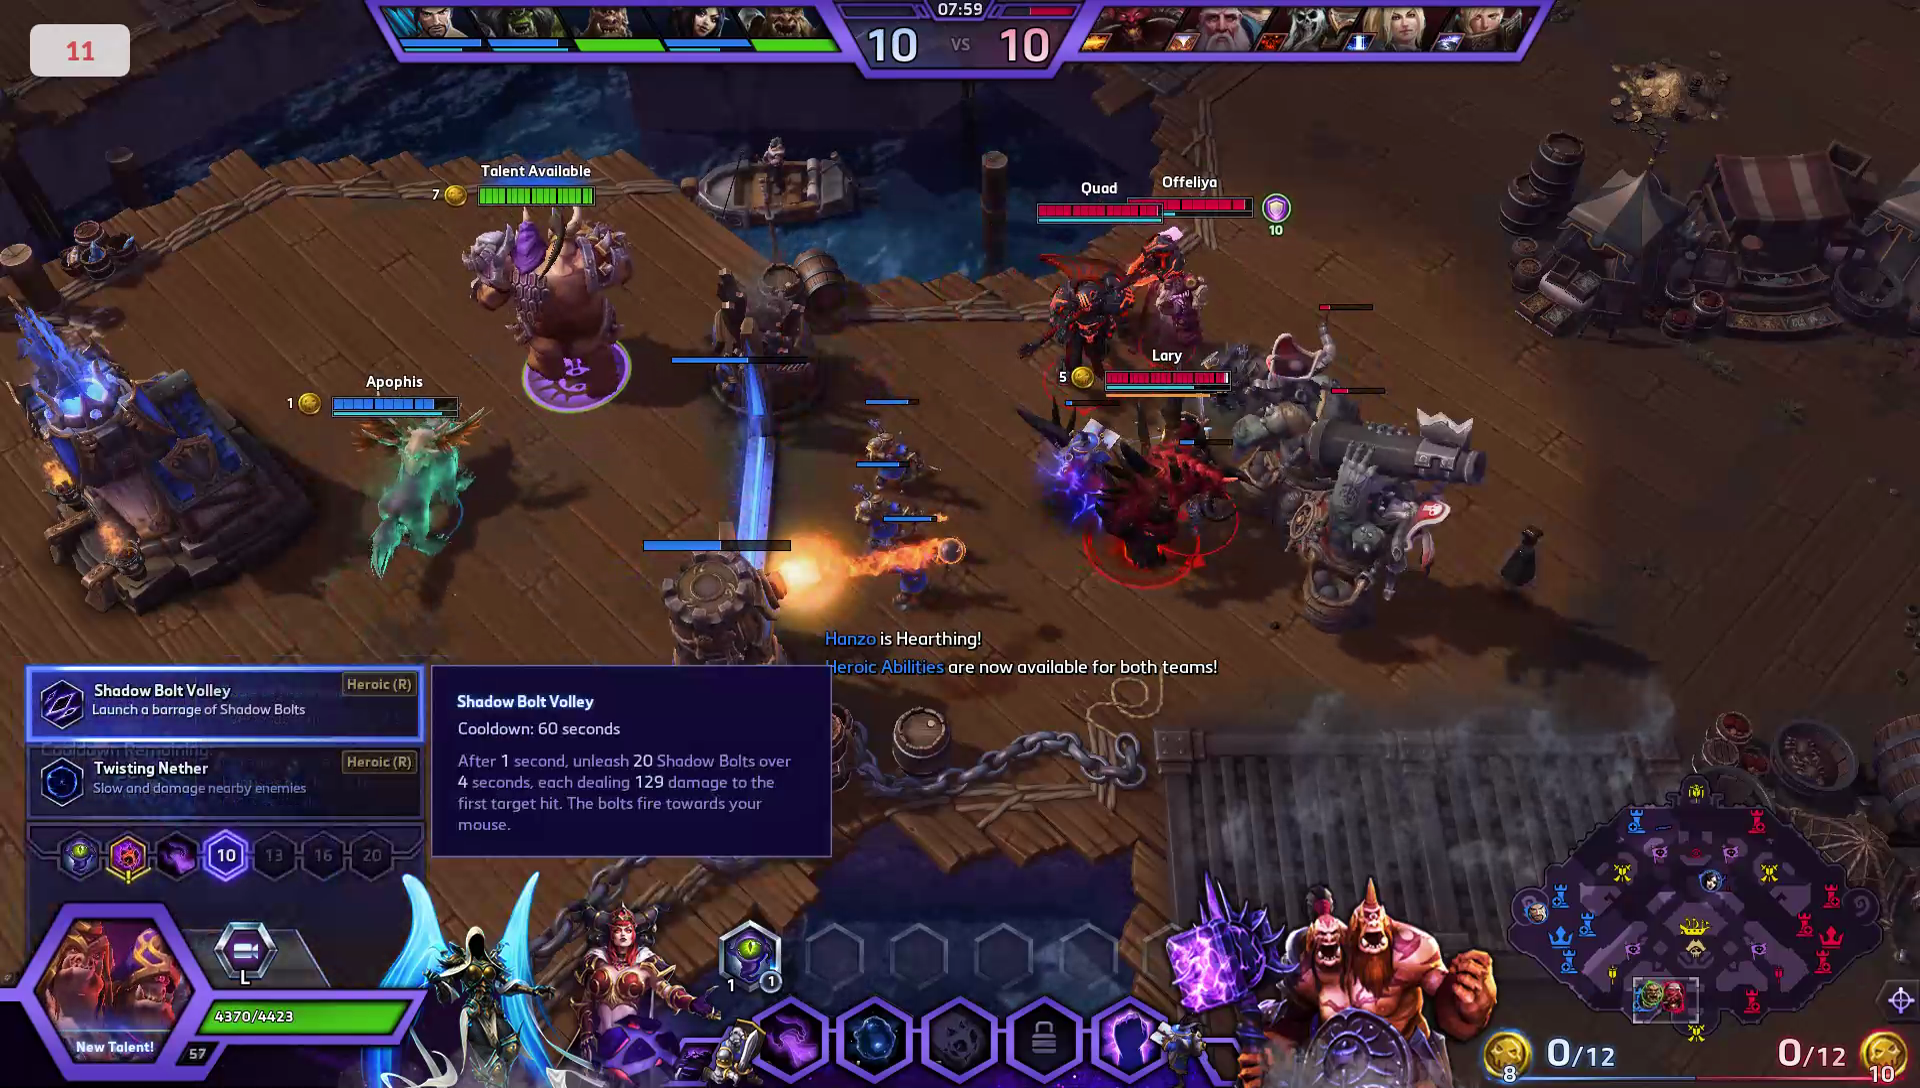 11
07:59
10 VS 10
Talent Available
7
Quad
Offeliya
10
Lary
5
Apophis
1
Hanzo is Hearthing!
Heroic Abilities are now available for both teams!
Shadow Bolt Volley
Heroic (R)
Launch a barrage of Shadow Bolts
Cooldown Remaining:
Twisting Nether
Heroic (R)
Slow and damage nearby enemies
Shadow Bolt Volley
Cooldown: 60 seconds
After 1 second, unleash 20 Shadow Bolts over
4 seconds, each dealing 129 damage to the
first target hit. The bolts fire towards your
mouse.
10 13 16 20
L
4370/4423
New Talent!
57
1 1
0/12
8
0/12
10